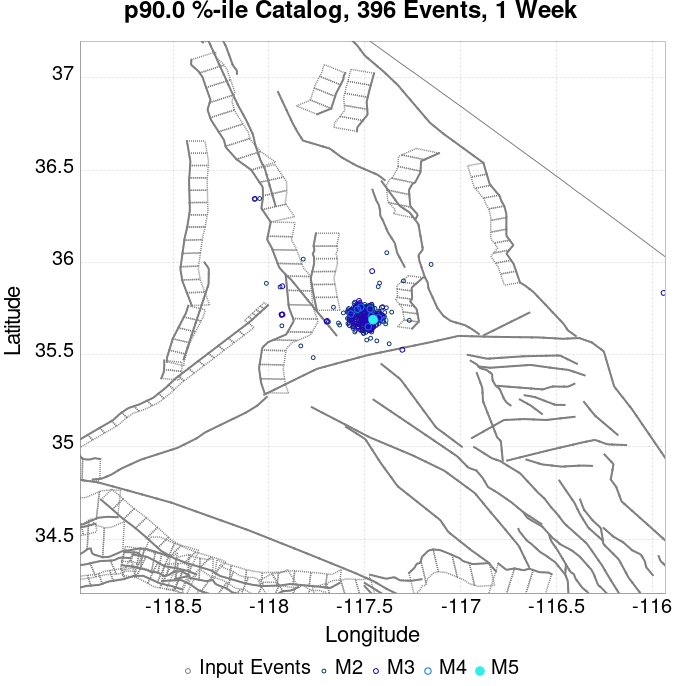 p90.0 %-ile Catalog, 396 Events, 1 Week
37
36.5
36
35.5
35
34.5
Latitude
-118.5 -118 -117.5 -117 -116.5 -116
Longitude
Input Events M2 M3 M4 M5